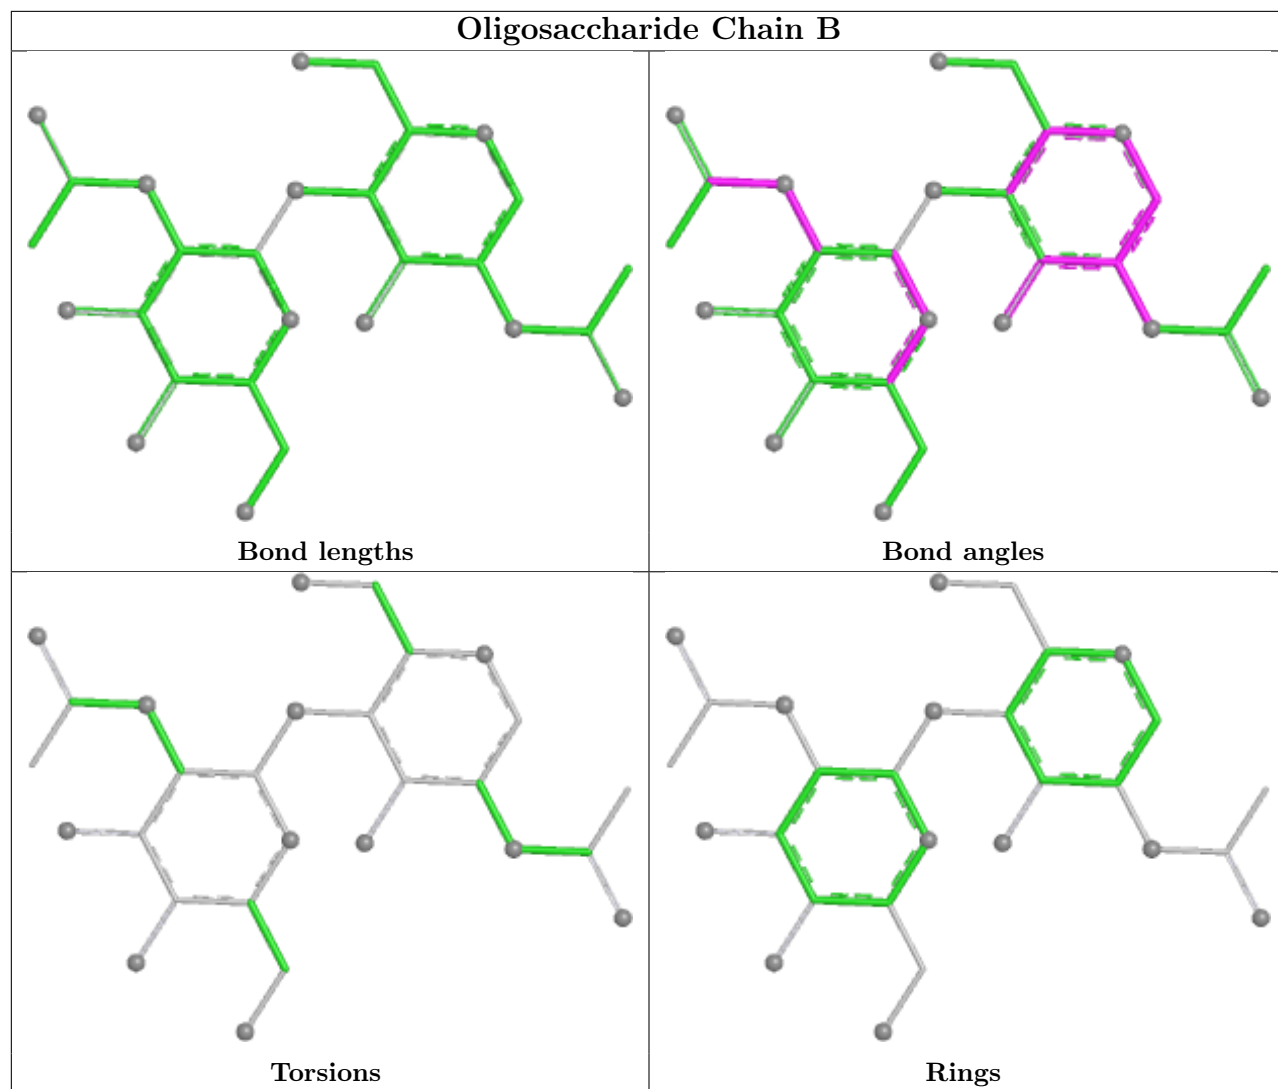 Oligosaccharide Chain B
Bond lengths
Bond angles
Torsions
Rings